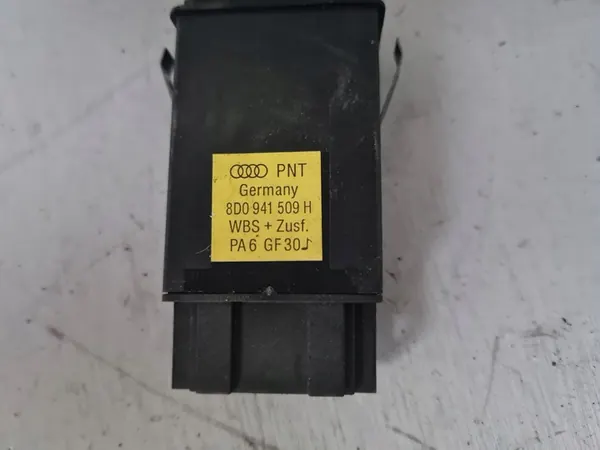 PNT
Germany
8D0 941 509 H
WBS + Zusf.
PA6 GF30